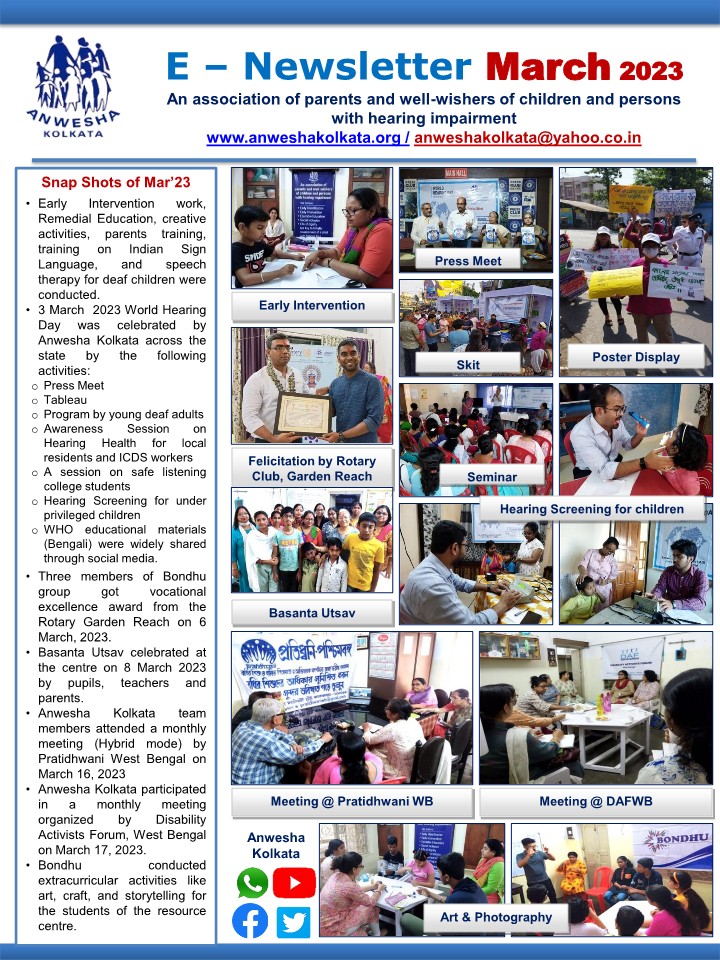 ANWESHA
KOLKATA
E – Newsletter March 2023
An association of parents and well-wishers of children and persons
with hearing impairment
www.anweshakolkata.org / anweshakolkata@yahoo.co.in
Snap Shots of Mar'23
• Early Intervention work,
Remedial Education, creative
activities, parents training,
training on Indian Sign
Language, and speech
therapy for deaf children were
conducted.
• 3 March 2023 World Hearing
Day was celebrated by
Anwesha Kolkata across the
state by the following
activities:
o Press Meet
o Tableau
o Program by young deaf adults
o Awareness Session on
Hearing Health for local
residents and ICDS workers
o A session on safe listening
college students
o Hearing Screening for under
privileged children
o WHO educational materials
(Bengali) were widely shared
through social media.
• Three members of Bondhu
group got vocational
excellence award from the
Rotary Garden Reach on 6
March, 2023.
• Basanta Utsav celebrated at
the centre on 8 March 2023
by pupils, teachers and
parents.
• Anwesha Kolkata team
members attended a monthly
meeting (Hybrid mode) by
Pratidhwani West Bengal on
March 16, 2023
• Anwesha Kolkata participated
in a monthly meeting
organized by Disability
Activists Forum, West Bengal
on March 17, 2023.
• Bondhu conducted
extracurricular activities like
art, craft, and storytelling for
the students of the resource
centre.
Early Intervention
MAIN HALL
Press Meet
Skit
Poster Display
Felicitation by Rotary
Club, Garden Reach
Seminar
Hearing Screening for children
Basanta Utsav
প্রতিধ্বনি-পশ্চিমবঙ্গ
Meeting @ Pratidhwani WB
DAF
Meeting @ DAFWB
Anwesha
Kolkata
BONDHU
Art & Photography